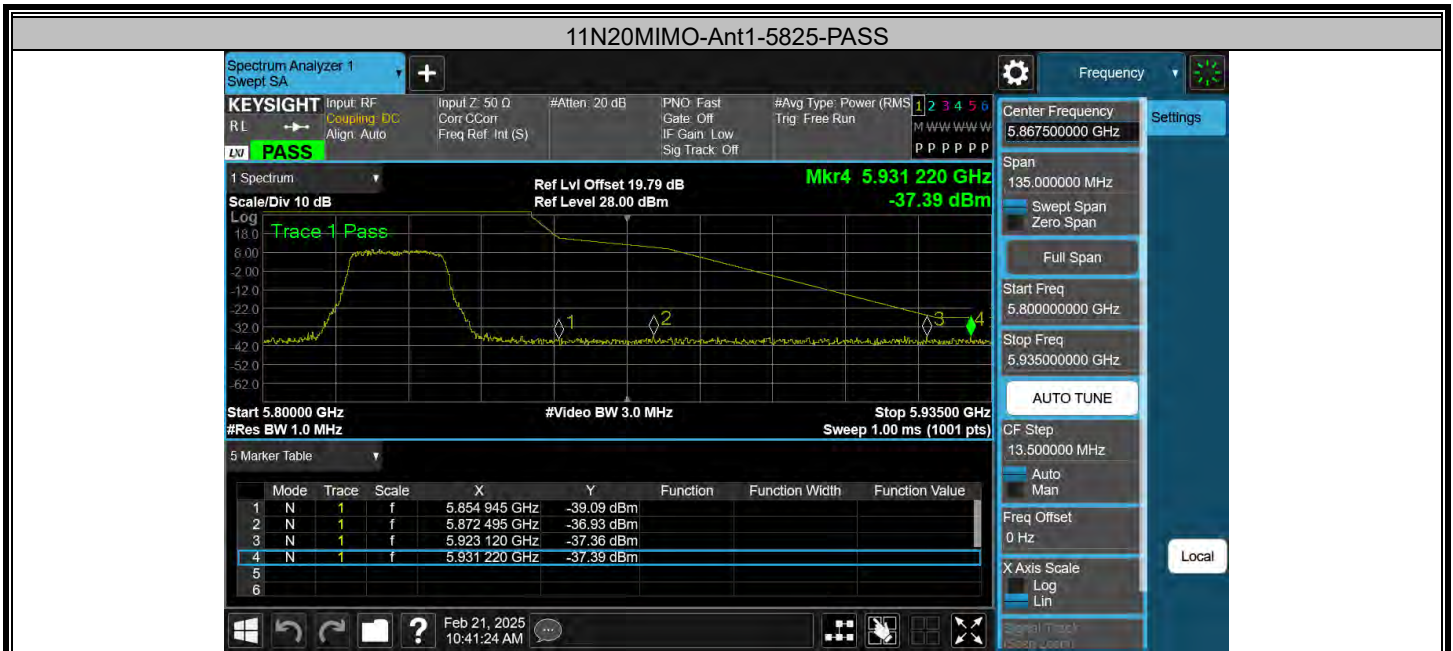 11N20MIMO-Ant1-5825-PASS
Spectrum Analyzer 1
Swept SA
Frequency
KEYSIGHT
RL
LXI PASS
Input: RF
Coupling: DC
Align: Auto
Input Z: 50 Ω
Corr CCorr
Freq Ref: Int (S)
#Atten: 20 dB
PNO: Fast
Gate: Off
IF Gain: Low
Sig Track: Off
#Avg Type: Power (RMS
Trig: Free Run
1 2 3 4 5 6
M W W W W W
P P P P P P
1 Spectrum
Scale/Div 10 dB
Ref Lvl Offset 19.79 dB
Ref Level 28.00 dBm
Mkr4 5.931 220 GHz
-37.39 dBm
Log
Trace 1 Pass
18.0
8.00
-2.00
-12.0
-22.0
-32.0
-42.0
-52.0
-62.0
1
2
3
4
Start 5.80000 GHz
#Res BW 1.0 MHz
#Video BW 3.0 MHz
Stop 5.93500 GHz
Sweep 1.00 ms (1001 pts)
5 Marker Table
Mode Trace Scale X Y Function Function Width Function Value
1 N 1 f 5.854 945 GHz -39.09 dBm
2 N 1 f 5.872 495 GHz -36.93 dBm
3 N 1 f 5.923 120 GHz -37.36 dBm
4 N 1 f 5.931 220 GHz -37.39 dBm
5
6
Center Frequency
5.867500000 GHz
Settings
Span
135.000000 MHz
Swept Span
Zero Span
Full Span
Start Freq
5.800000000 GHz
Stop Freq
5.935000000 GHz
AUTO TUNE
CF Step
13.500000 MHz
Auto
Man
Freq Offset
0 Hz
X Axis Scale
Log
Lin
Signal Track
(Span Zoom)
Local
?
Feb 21, 2025
10:41:24 AM